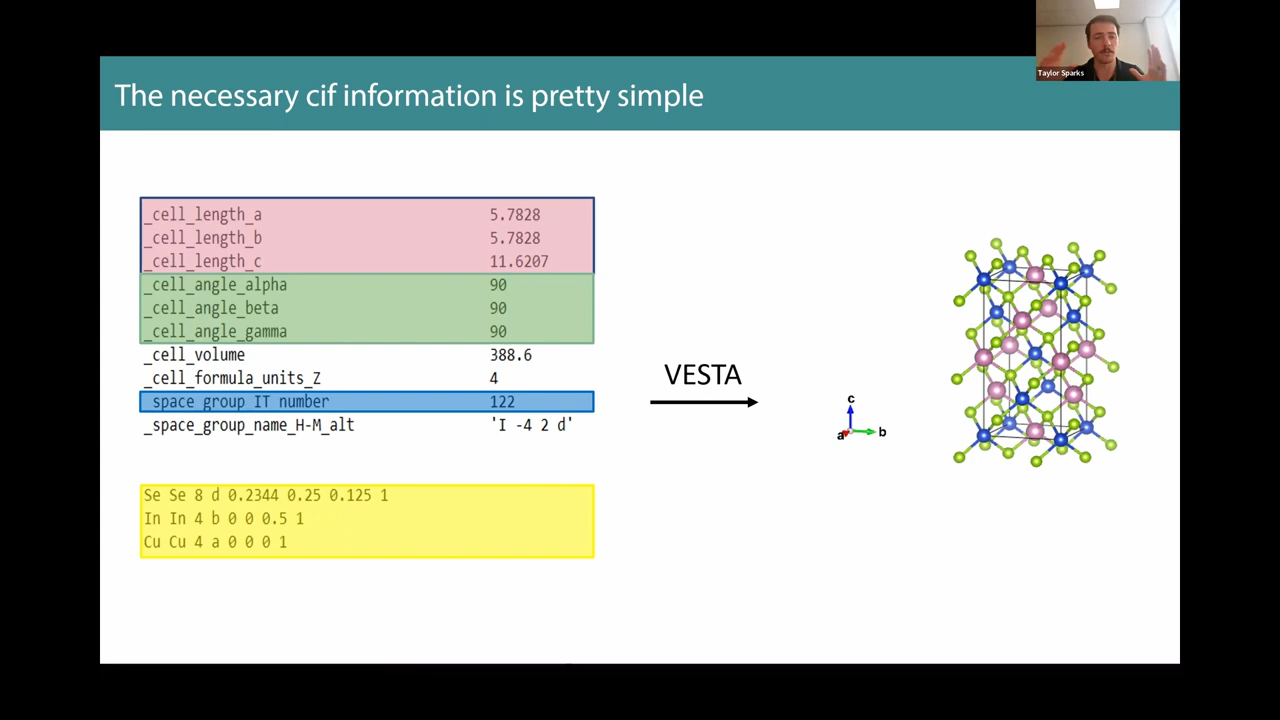 Taylor Sparks
The necessary cif information is pretty simple
_cell_length_a 5.7828
_cell_length_b 5.7828
_cell_length_c 11.6207
_cell_angle_alpha 90
_cell_angle_beta 90
_cell_angle_gamma 90
_cell_volume 388.6
_cell_formula_units_Z 4
_space_group_IT_number 122
_space_group_name_H-M_alt 'I -4 2 d'
Se Se 8 d 0.2344 0.25 0.125 1
In In 4 b 0 0 0.5 1
Cu Cu 4 a 0 0 0 1
VESTA
c
a b